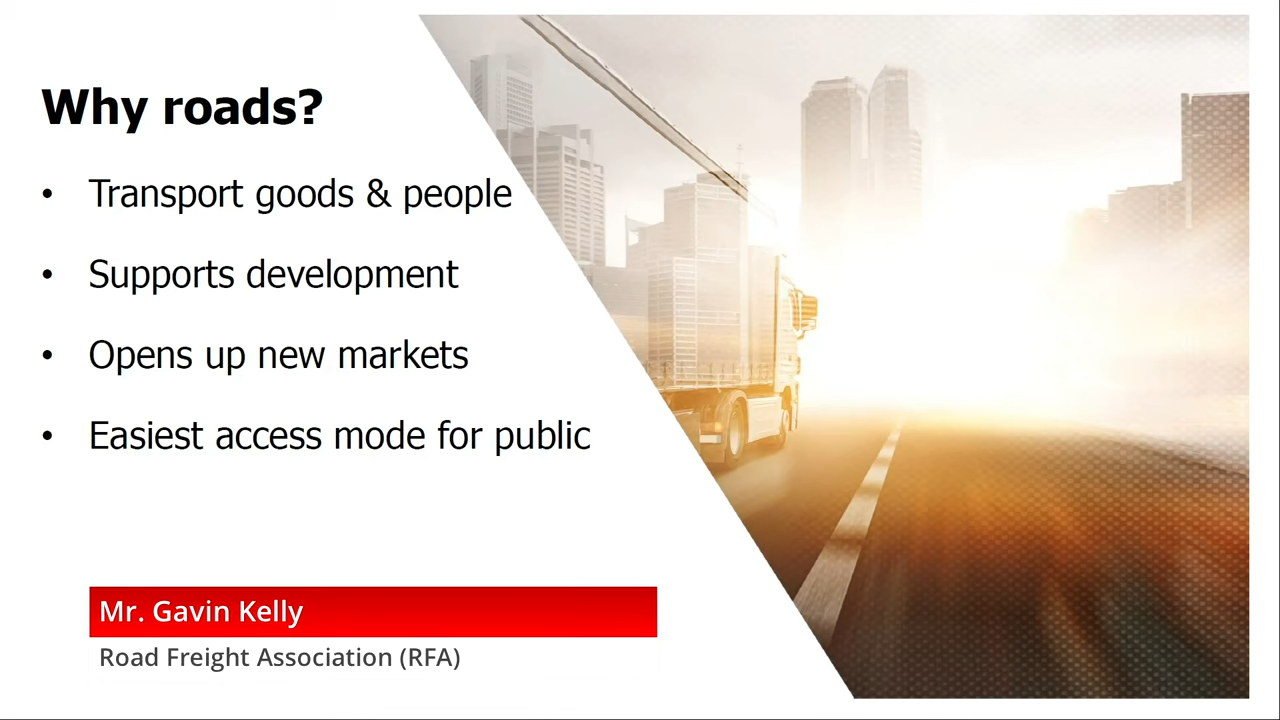 Why roads?
• Transport goods & people
• Supports development
• Opens up new markets
• Easiest access mode for public
Mr. Gavin Kelly
Road Freight Association (RFA)